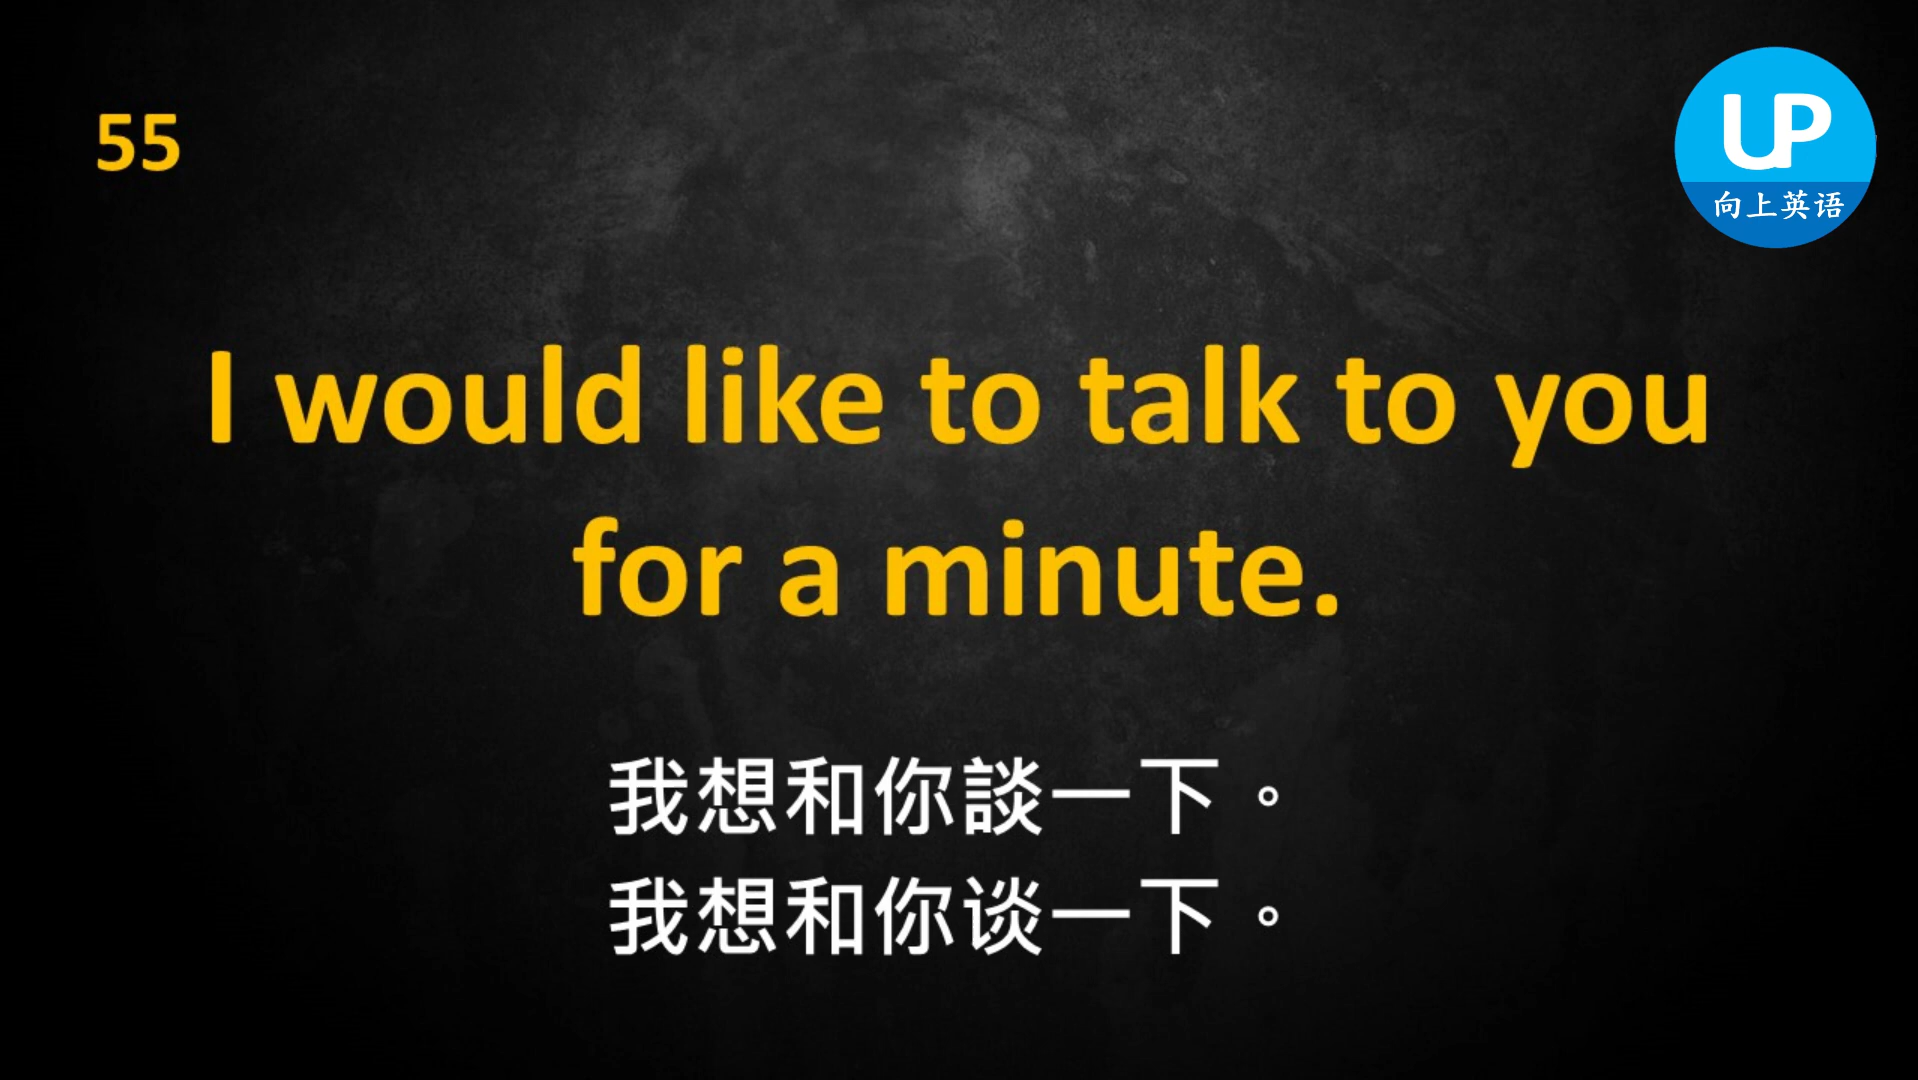 55
UP
向上英语
I would like to talk to you
for a minute.
我想和你談一下。
我想和你谈一下。